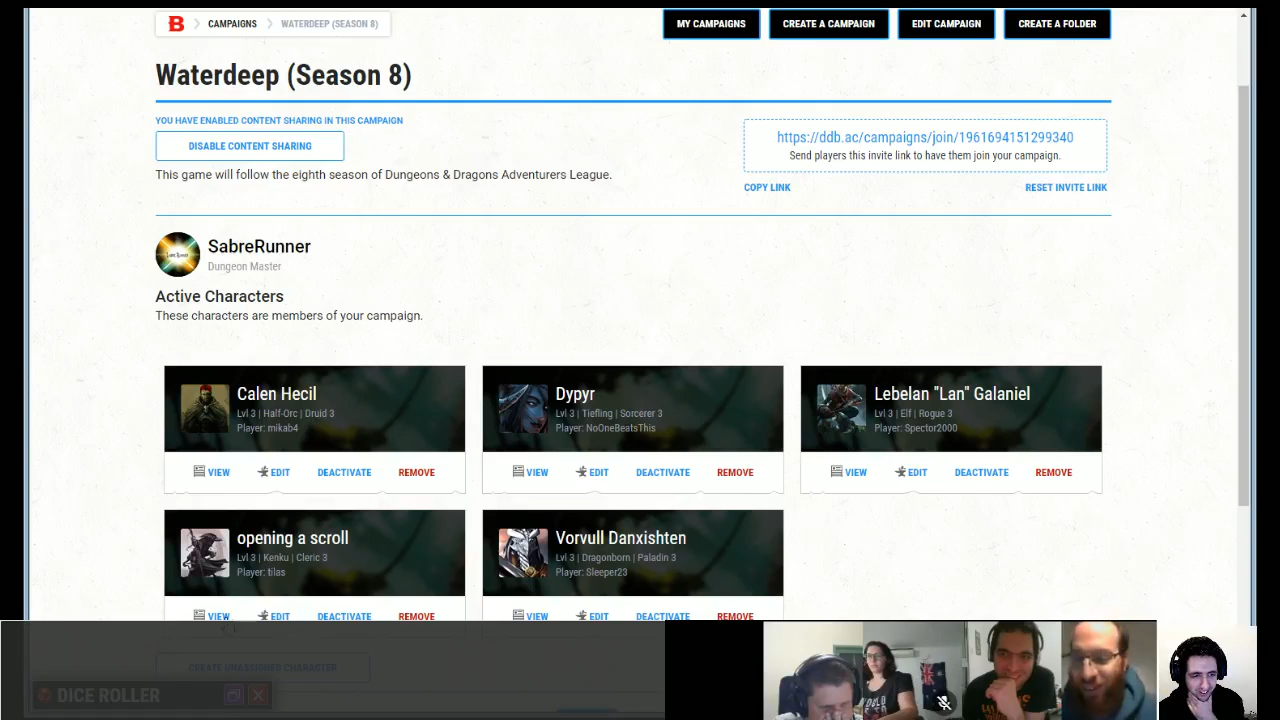 B CAMPAIGNS WATERDEEP (SEASON 8)
MY CAMPAIGNS CREATE A CAMPAIGN EDIT CAMPAIGN CREATE A FOLDER
Waterdeep (Season 8)
YOU HAVE ENABLED CONTENT SHARING IN THIS CAMPAIGN
DISABLE CONTENT SHARING
https://ddb.ac/campaigns/join/1961694151299340
Send players this invite link to have them join your campaign.
This game will follow the eighth season of Dungeons & Dragons Adventurers League.
COPY LINK RESET INVITE LINK
SabreRunner
Dungeon Master
Active Characters
These characters are members of your campaign.
Calen Hecil
Lvl 3 | Half-Orc | Druid 3
Player: mikab4
VIEW EDIT DEACTIVATE REMOVE
Dypyr
Lvl 3 | Tiefling | Sorcerer 3
Player: NoOneBeatsThis
VIEW EDIT DEACTIVATE REMOVE
Lebelan "Lan" Galaniel
Lvl 3 | Elf | Rogue 3
Player: Spector2000
VIEW EDIT DEACTIVATE REMOVE
opening a scroll
Lvl 3 | Kenku | Cleric 3
Player: tilas
VIEW EDIT DEACTIVATE REMOVE
Vorvull Danxishten
Lvl 3 | Dragonborn | Paladin 3
Player: Sleeper23
VIEW EDIT DEACTIVATE REMOVE
CREATE UNASSIGNED CHARACTER
DICE ROLLER